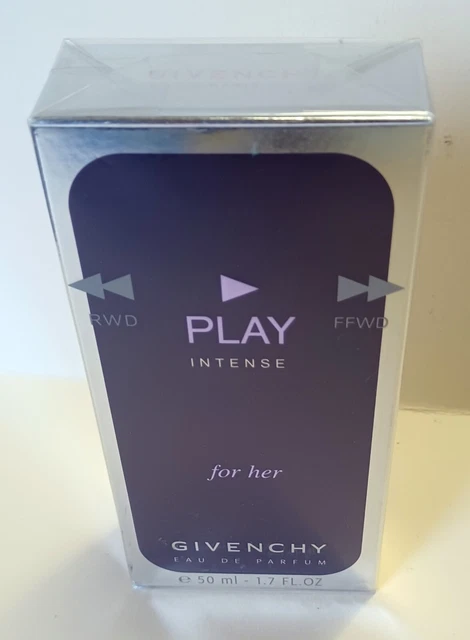 GIVENCHY
RWD
FFWD
PLAY
INTENSE
for her
GIVENCHY
EAU DE PARFUM
℮ 50 ml - 1.7 FL.OZ